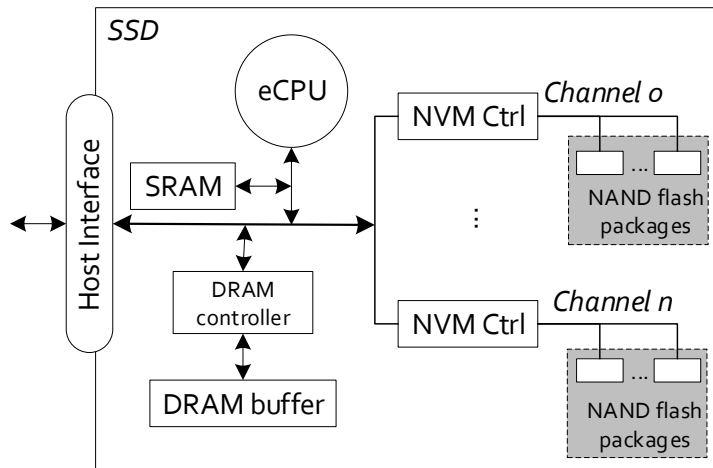 SSD
eCPU
Channel 0
NVM Ctrl
SRAM
...
NAND flash
packages
Host Interface
...
DRAM
controller
Channel n
NVM Ctrl
DRAM buffer
...
NAND flash
packages